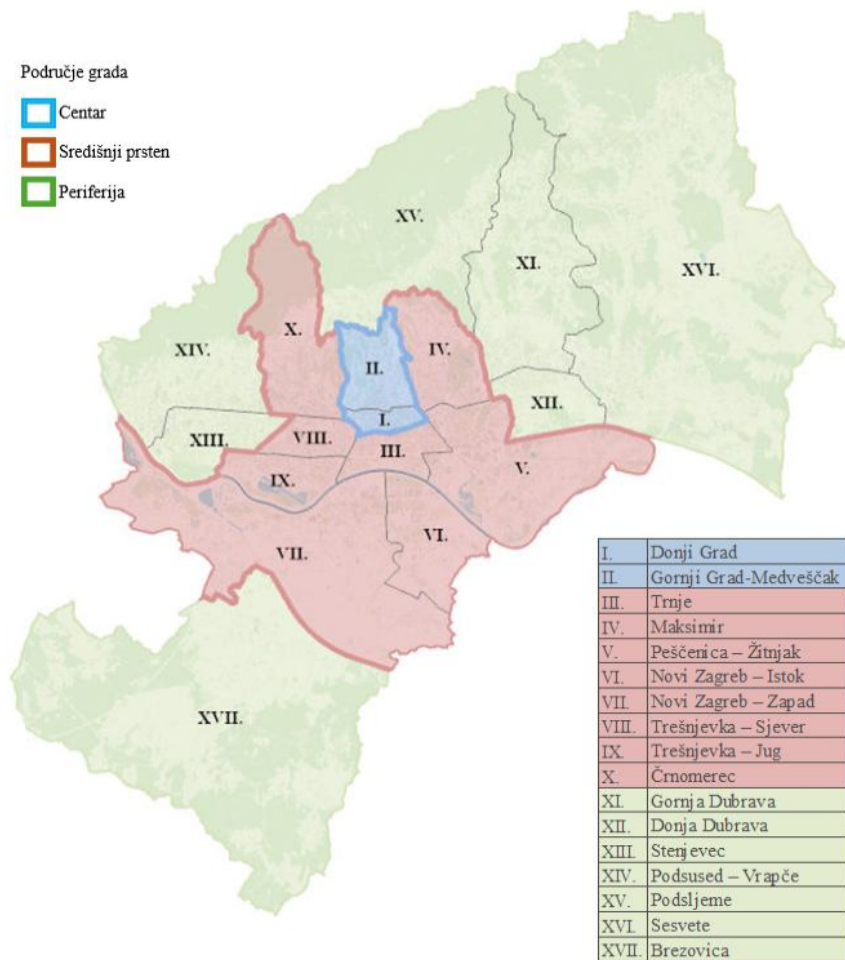 Područje grada
Centar
Središnji prsten
Periferija
XV.
XI.
XVI.
X.
IV.
XIV.
II.
XII.
I.
XIII.
VIII.
III.
V.
IX.
VI.
VII.
XVII.
I. Donji Grad
II. Gornji Grad-Medveščak
III. Trnje
IV. Maksimir
V. Peščenica – Žitnjak
VI. Novi Zagreb – Istok
VII. Novi Zagreb – Zapad
VIII. Trešnjevka – Sjever
IX. Trešnjevka – Jug
X. Črnomerec
XI. Gornja Dubrava
XII. Donja Dubrava
XIII. Stenjevec
XIV. Podsused – Vrapče
XV. Podsljeme
XVI. Sesvete
XVII. Brezovica